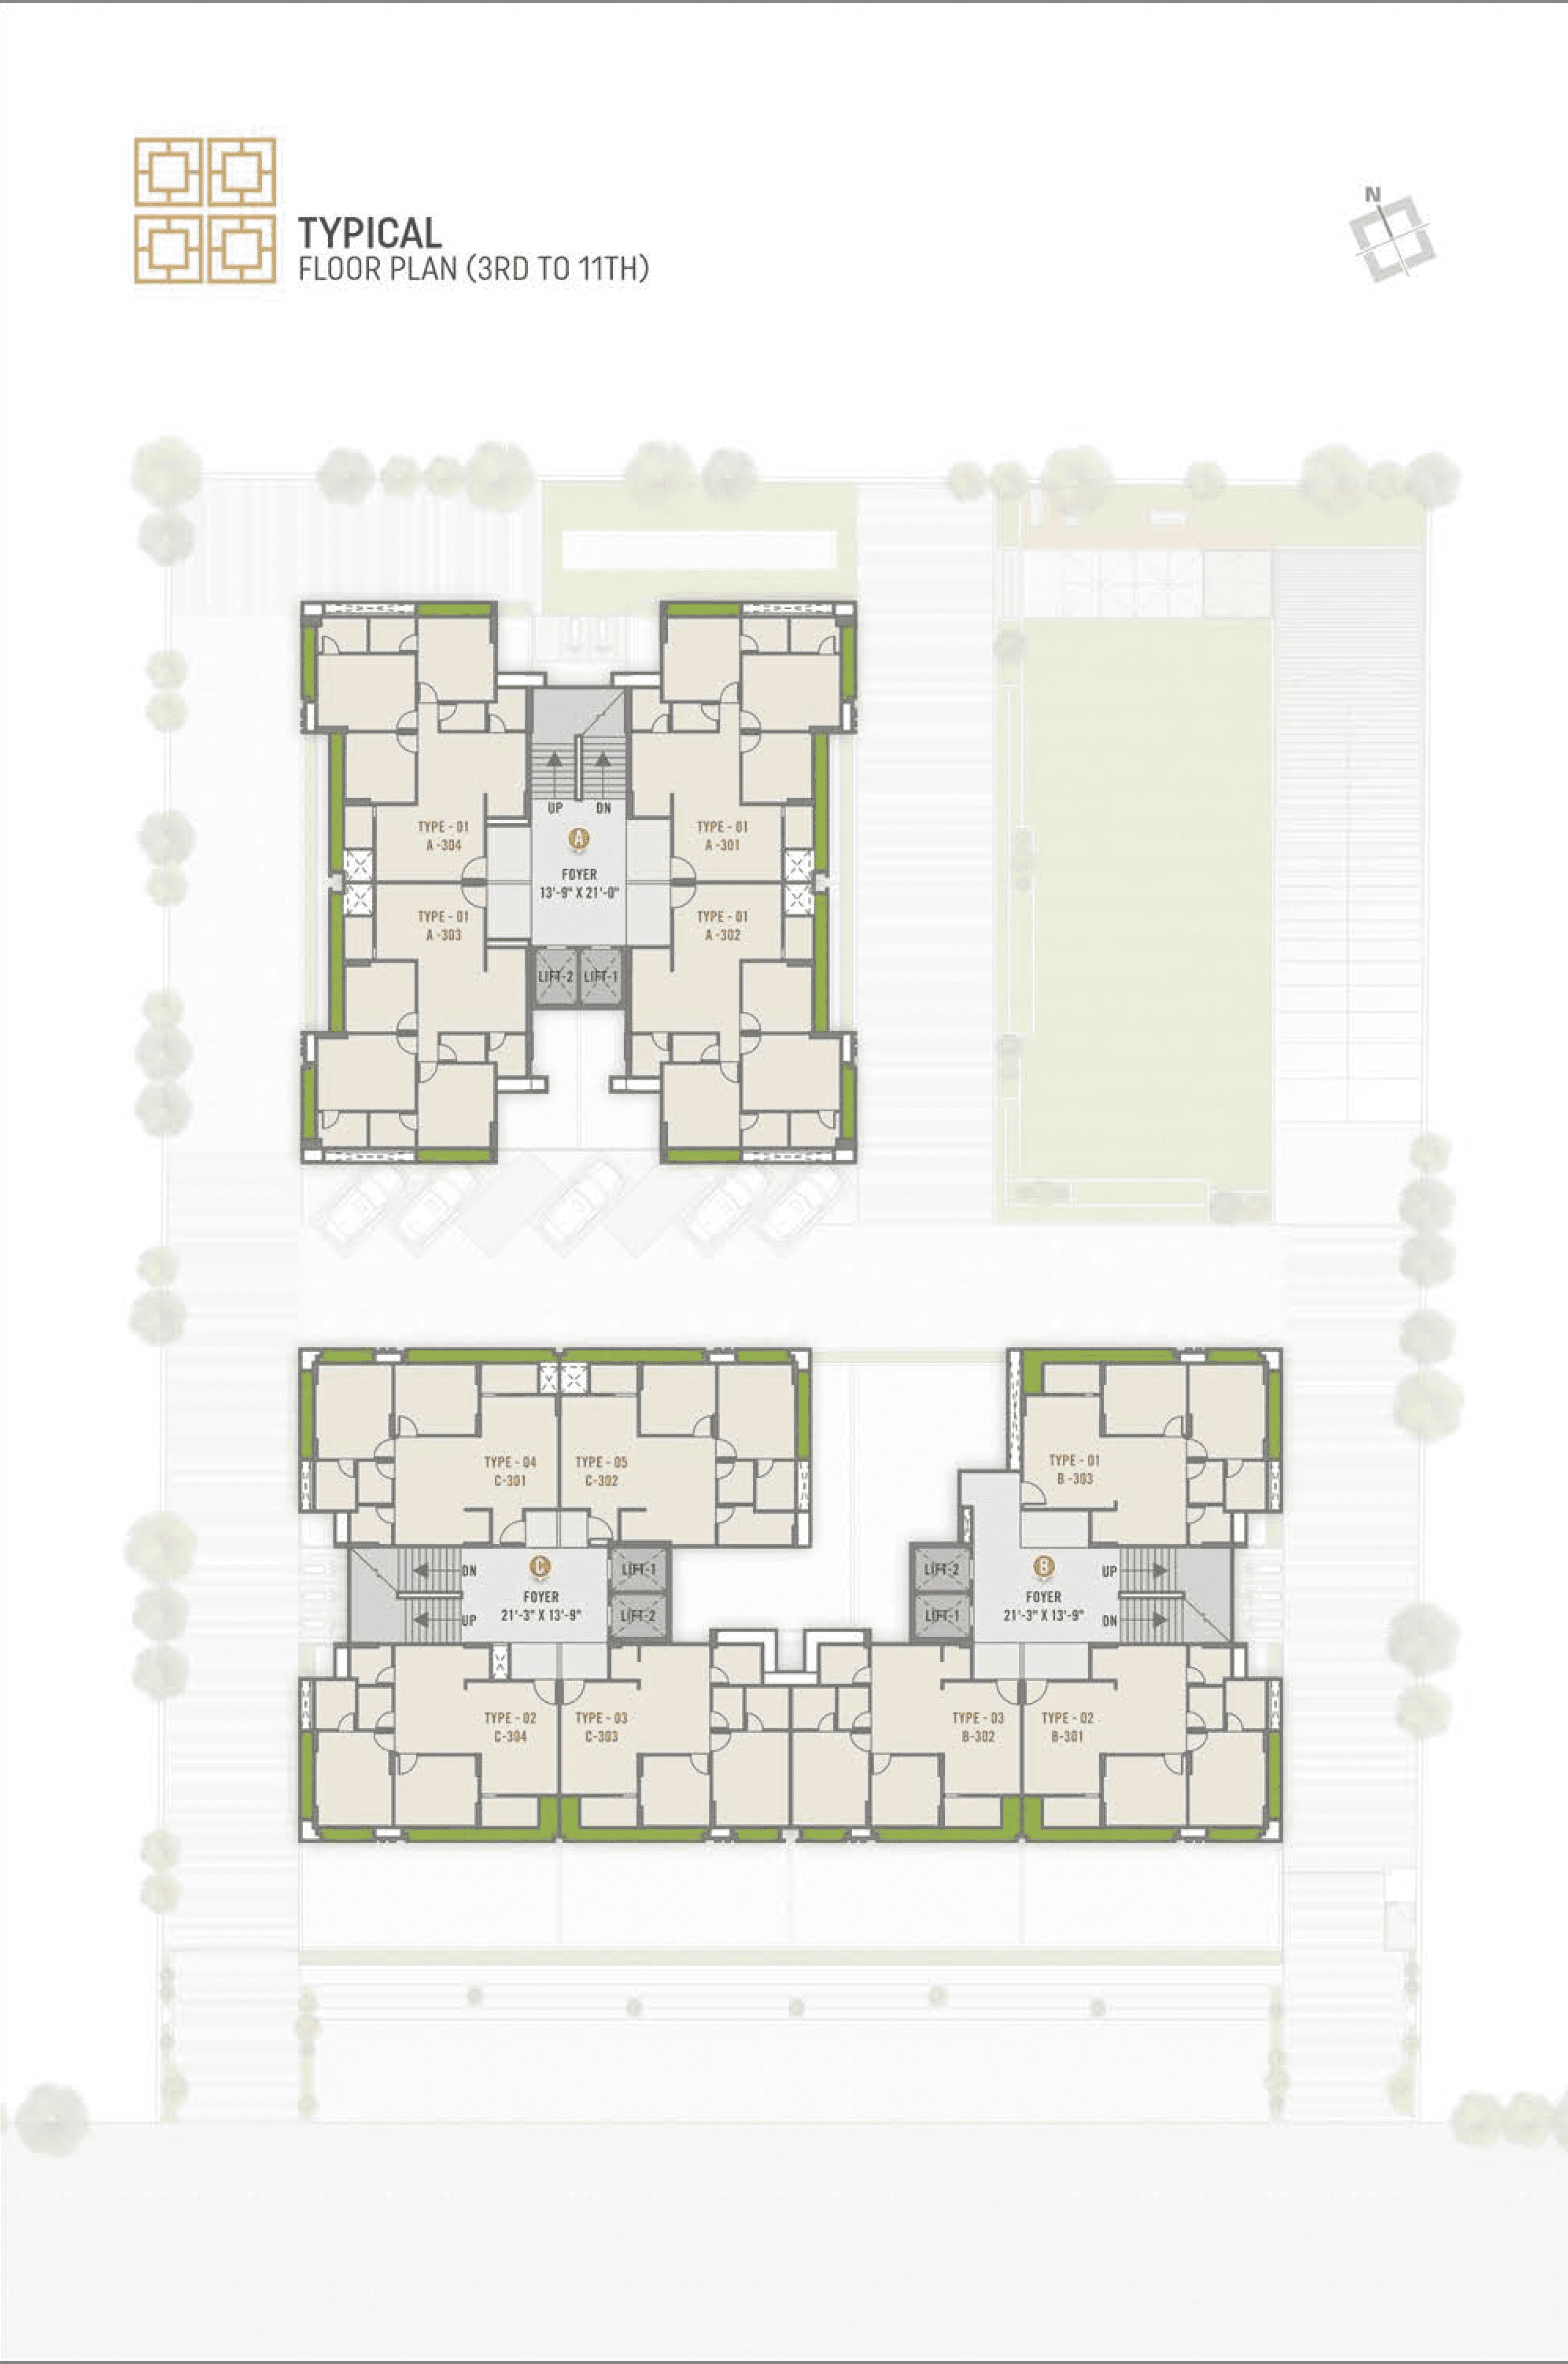 N
TYPICAL
FLOOR PLAN (3RD TO 11TH)
UP DN
TYPE - 01
A -304
A
TYPE - 01
A -301
FOYER
13'-9" X 21'-0"
TYPE - 01
A -303
TYPE - 01
A -302
LIFT-2 LIFT-1
TYPE - 04
C-301
TYPE - 05
C-302
TYPE - 01
B -303
DN
C
LIFT-1
FOYER
21'-3" X 13'-9"
UP
LIFT-2
LIFT-2
B
UP
FOYER
21'-3" X 13'-9"
LIFT-1
DN
TYPE - 02
C-304
TYPE - 03
C-303
TYPE - 03
B-302
TYPE - 02
B-301